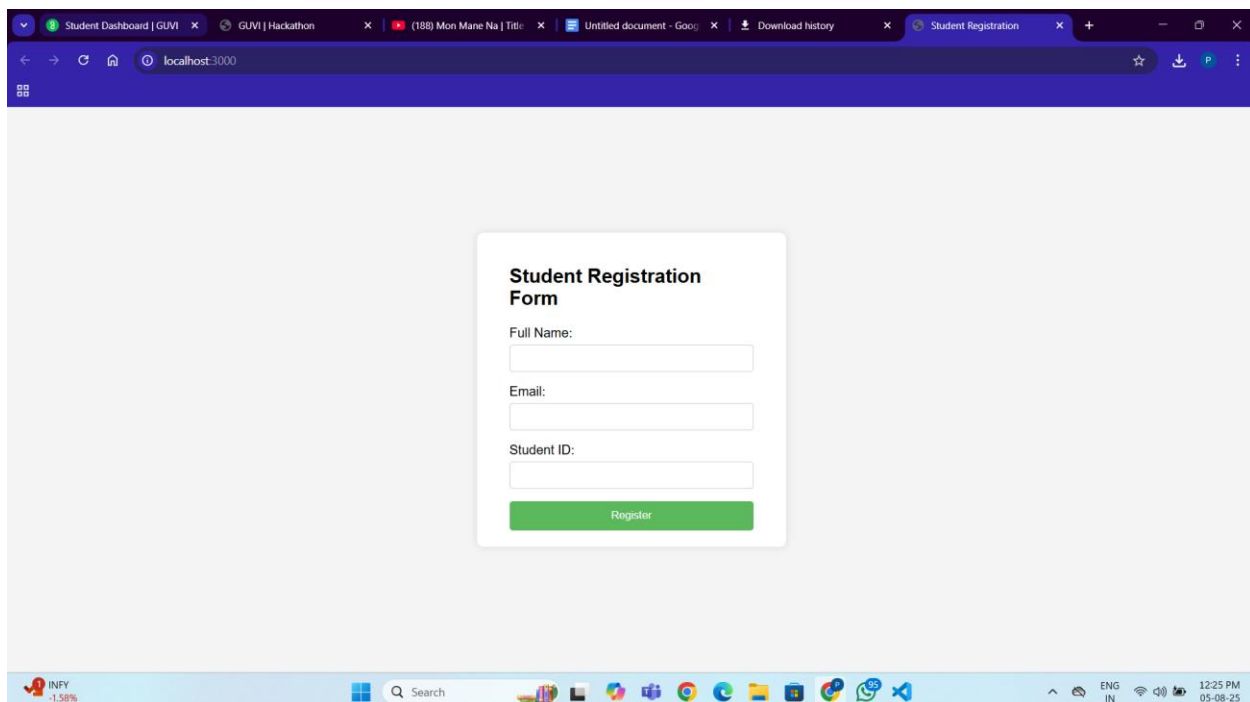 Student Dashboard | GUVI
GUVI | Hackathon
(188) Mon Mane Na | Title
Untitled document - Goog
Download history
Student Registration
localhost:3000
P
Student Registration
Form
Full Name:
Email:
Student ID:
Register
1
INFY
-1.58%
Search
P
95
ENG
IN
12:25 PM
05-08-25